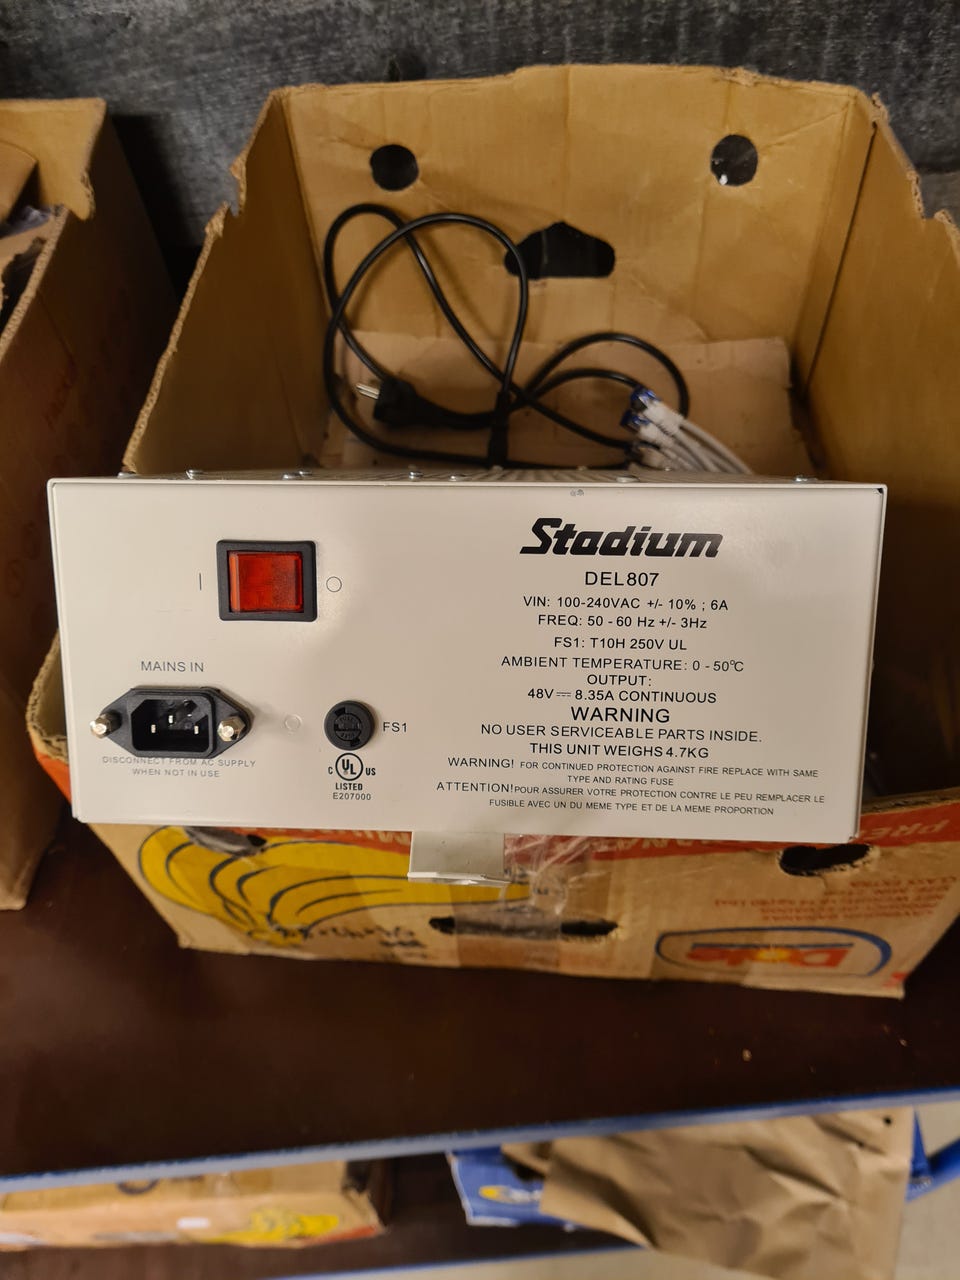 Stadium
DEL807
VIN: 100-240VAC +/- 10% ; 6A
FREQ: 50 - 60 Hz +/- 3Hz
FS1: T10H 250V UL
AMBIENT TEMPERATURE: 0 - 50°C
OUTPUT:
48V⎓ 8.35A CONTINUOUS
WARNING
NO USER SERVICEABLE PARTS INSIDE.
THIS UNIT WEIGHS 4.7KG
WARNING! FOR CONTINUED PROTECTION AGAINST FIRE REPLACE WITH SAME
TYPE AND RATING FUSE
ATTENTION! POUR ASSURER VOTRE PROTECTION CONTRE LE PEU REMPLACER LE
FUSIBLE AVEC UN DU MEME TYPE ET DE LA MEME PROPORTION
| O
MAINS IN
DISCONNECT FROM AC SUPPLY
WHEN NOT IN USE
FS1
C UL US
LISTED
E207000
Dole